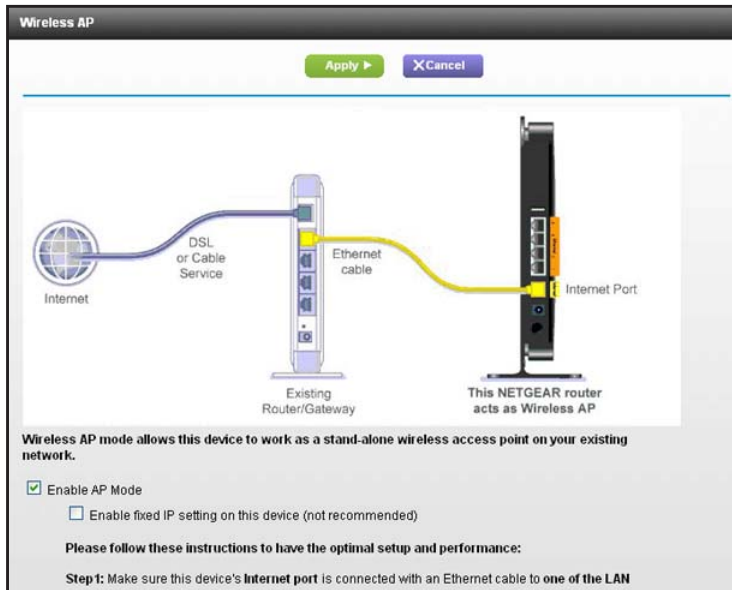 Wireless AP
Apply
Cancel
DSL
or Cable
Service
Ethernet
cable
Internet
Internet Port
Existing
Router/Gateway
This NETGEAR router
acts as Wireless AP
Wireless AP mode allows this device to work as a stand-alone wireless access point on your existing
network.
Enable AP Mode
Enable fixed IP setting on this device (not recommended)
Please follow these instructions to have the optimal setup and performance:
Step1: Make sure this device's Internet port is connected with an Ethernet cable to one of the LAN